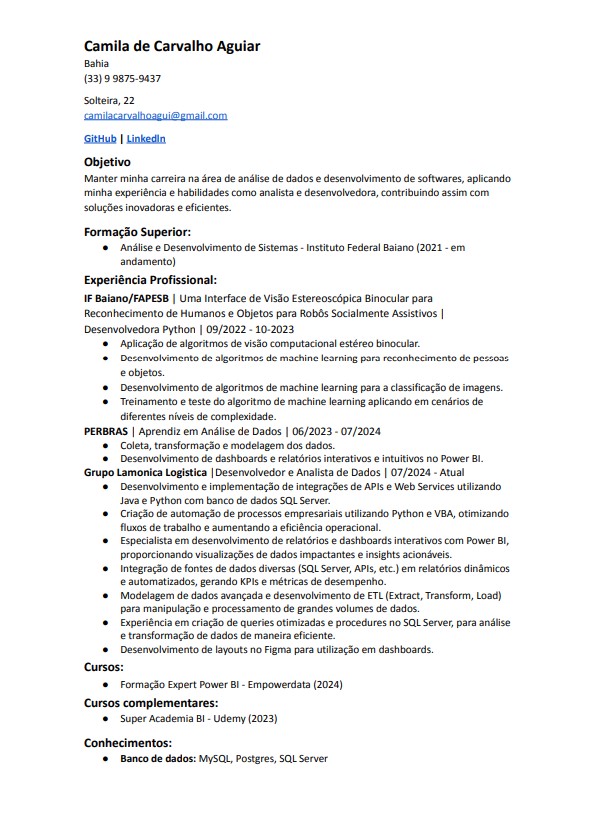 Camila de Carvalho Aguiar
Bahia
(33) 9 9875-9437
Solteira, 22
camilacarvalhoagui@gmail.com
GitHub | LinkedIn
Objetivo
Manter minha carreira na área de análise de dados e desenvolvimento de softwares, aplicando
minha experiência e habilidades como analista e desenvolvedora, contribuindo assim com
soluções inovadoras e eficientes.
Formação Superior:
● Análise e Desenvolvimento de Sistemas - Instituto Federal Baiano (2021 - em
andamento)
Experiência Profissional:
IF Baiano/FAPESB | Uma Interface de Visão Estereoscópica Binocular para
Reconhecimento de Humanos e Objetos para Robôs Socialmente Assistivos |
Desenvolvedora Python | 09/2022 - 10-2023
● Aplicação de algoritmos de visão computacional estéreo binocular.
● Desenvolvimento de algoritmos de machine learning para reconhecimento de pessoas
e objetos.
● Desenvolvimento de algoritmos de machine learning para a classificação de imagens.
● Treinamento e teste do algoritmo de machine learning aplicando em cenários de
diferentes níveis de complexidade.
PERBRAS | Aprendiz em Análise de Dados | 06/2023 - 07/2024
● Coleta, transformação e modelagem dos dados.
● Desenvolvimento de dashboards e relatórios interativos e intuitivos no Power BI.
Grupo Lamonica Logistica |Desenvolvedor e Analista de Dados | 07/2024 - Atual
● Desenvolvimento e implementação de integrações de APIs e Web Services utilizando
Java e Python com banco de dados SQL Server.
● Criação de automação de processos empresariais utilizando Python e VBA, otimizando
fluxos de trabalho e aumentando a eficiência operacional.
● Especialista em desenvolvimento de relatórios e dashboards interativos com Power BI,
proporcionando visualizações de dados impactantes e insights acionáveis.
● Integração de fontes de dados diversas (SQL Server, APIs, etc.) em relatórios dinâmicos
e automatizados, gerando KPIs e métricas de desempenho.
● Modelagem de dados avançada e desenvolvimento de ETL (Extract, Transform, Load)
para manipulação e processamento de grandes volumes de dados.
● Experiência em criação de queries otimizadas e procedures no SQL Server, para análise
e transformação de dados de maneira eficiente.
● Desenvolvimento de layouts no Figma para utilização em dashboards.
Cursos:
● Formação Expert Power BI - Empowerdata (2024)
Cursos complementares:
● Super Academia BI - Udemy (2023)
Conhecimentos:
● Banco de dados: MySQL, Postgres, SQL Server